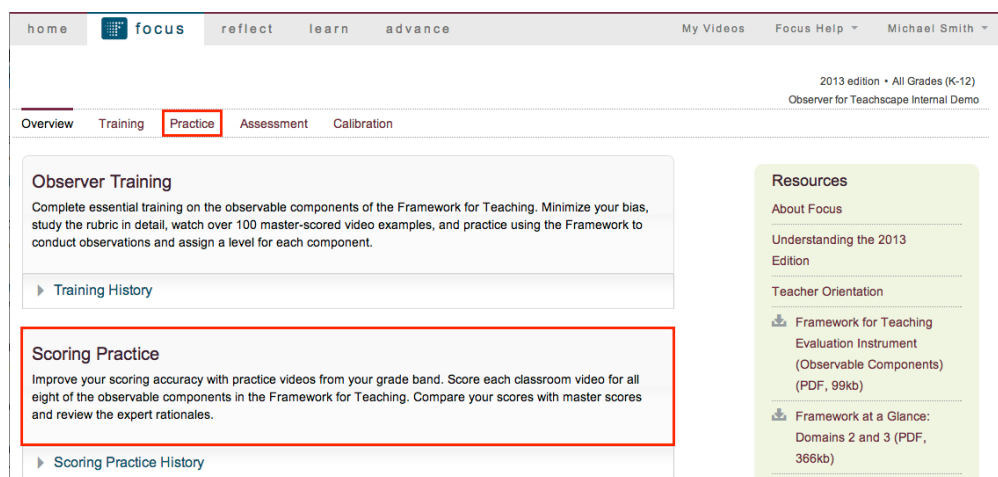 home focus reflect learn advance My Videos Focus Help Michael Smith
2013 edition • All Grades (K-12)
Observer for Teachscape Internal Demo
Overview Training Practice Assessment Calibration
Observer Training
Complete essential training on the observable components of the Framework for Teaching. Minimize your bias,
study the rubric in detail, watch over 100 master-scored video examples, and practice using the Framework to
conduct observations and assign a level for each component.
Training History
Scoring Practice
Improve your scoring accuracy with practice videos from your grade band. Score each classroom video for all
eight of the observable components in the Framework for Teaching. Compare your scores with master scores
and review the expert rationales.
Scoring Practice History
Resources
About Focus
Understanding the 2013
Edition
Teacher Orientation
Framework for Teaching
Evaluation Instrument
(Observable Components)
(PDF, 99kb)
Framework at a Glance:
Domains 2 and 3 (PDF,
366kb)